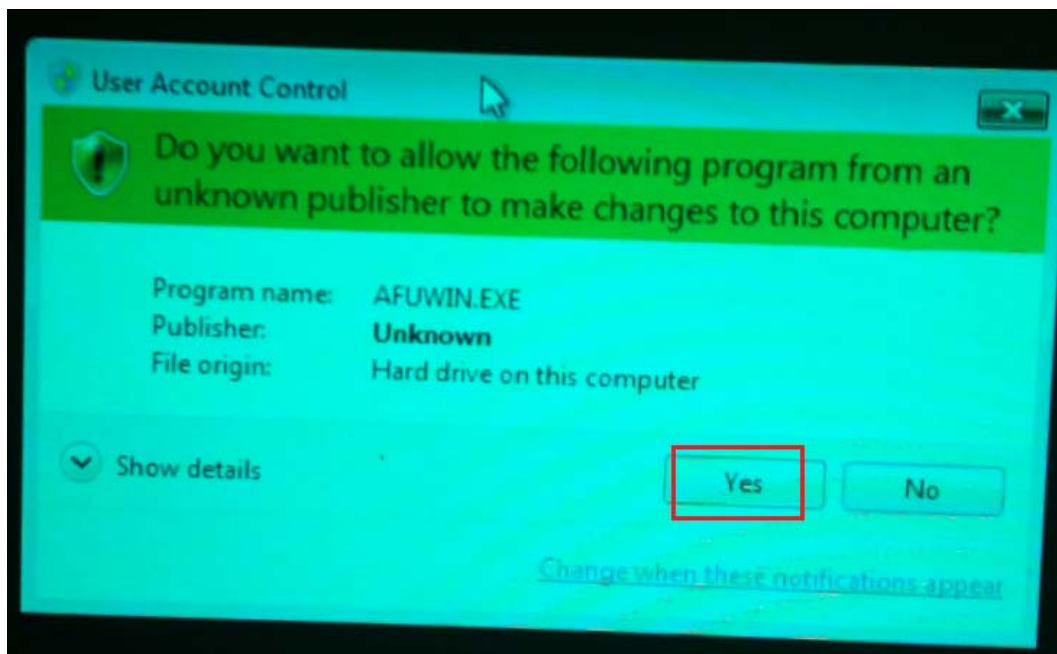 User Account Control
Do you want to allow the following program from an
unknown publisher to make changes to this computer?
Program name: AFUWIN.EXE
Publisher: Unknown
File origin: Hard drive on this computer
Show details
Yes No
Change when these notifications appear